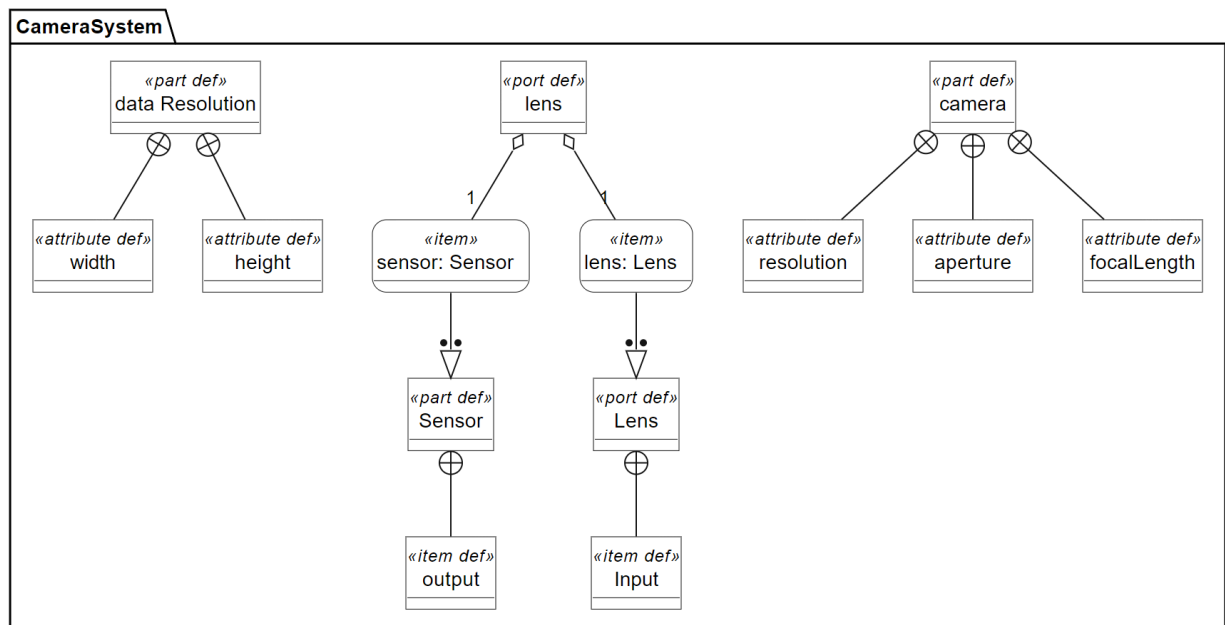 CameraSystem
«part def»
data Resolution
«port def»
lens
«part def»
camera
1
1
«attribute def»
width
«attribute def»
height
«item»
sensor: Sensor
«item»
lens: Lens
«attribute def»
resolution
«attribute def»
aperture
«attribute def»
focalLength
«part def»
Sensor
«port def»
Lens
«item def»
output
«item def»
Input